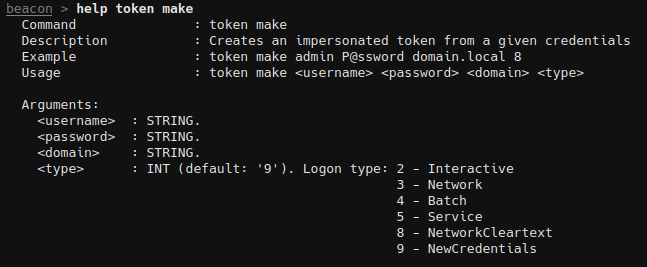 beacon > help token make
Command : token make
Description : Creates an impersonated token from a given credentials
Example : token make admin P@ssword domain.local 8
Usage : token make <username> <password> <domain> <type>
Arguments:
<username> : STRING.
<password> : STRING.
<domain> : STRING.
<type> : INT (default: '9'). Logon type: 2 - Interactive
3 - Network
4 - Batch
5 - Service
8 - NetworkCleartext
9 - NewCredentials